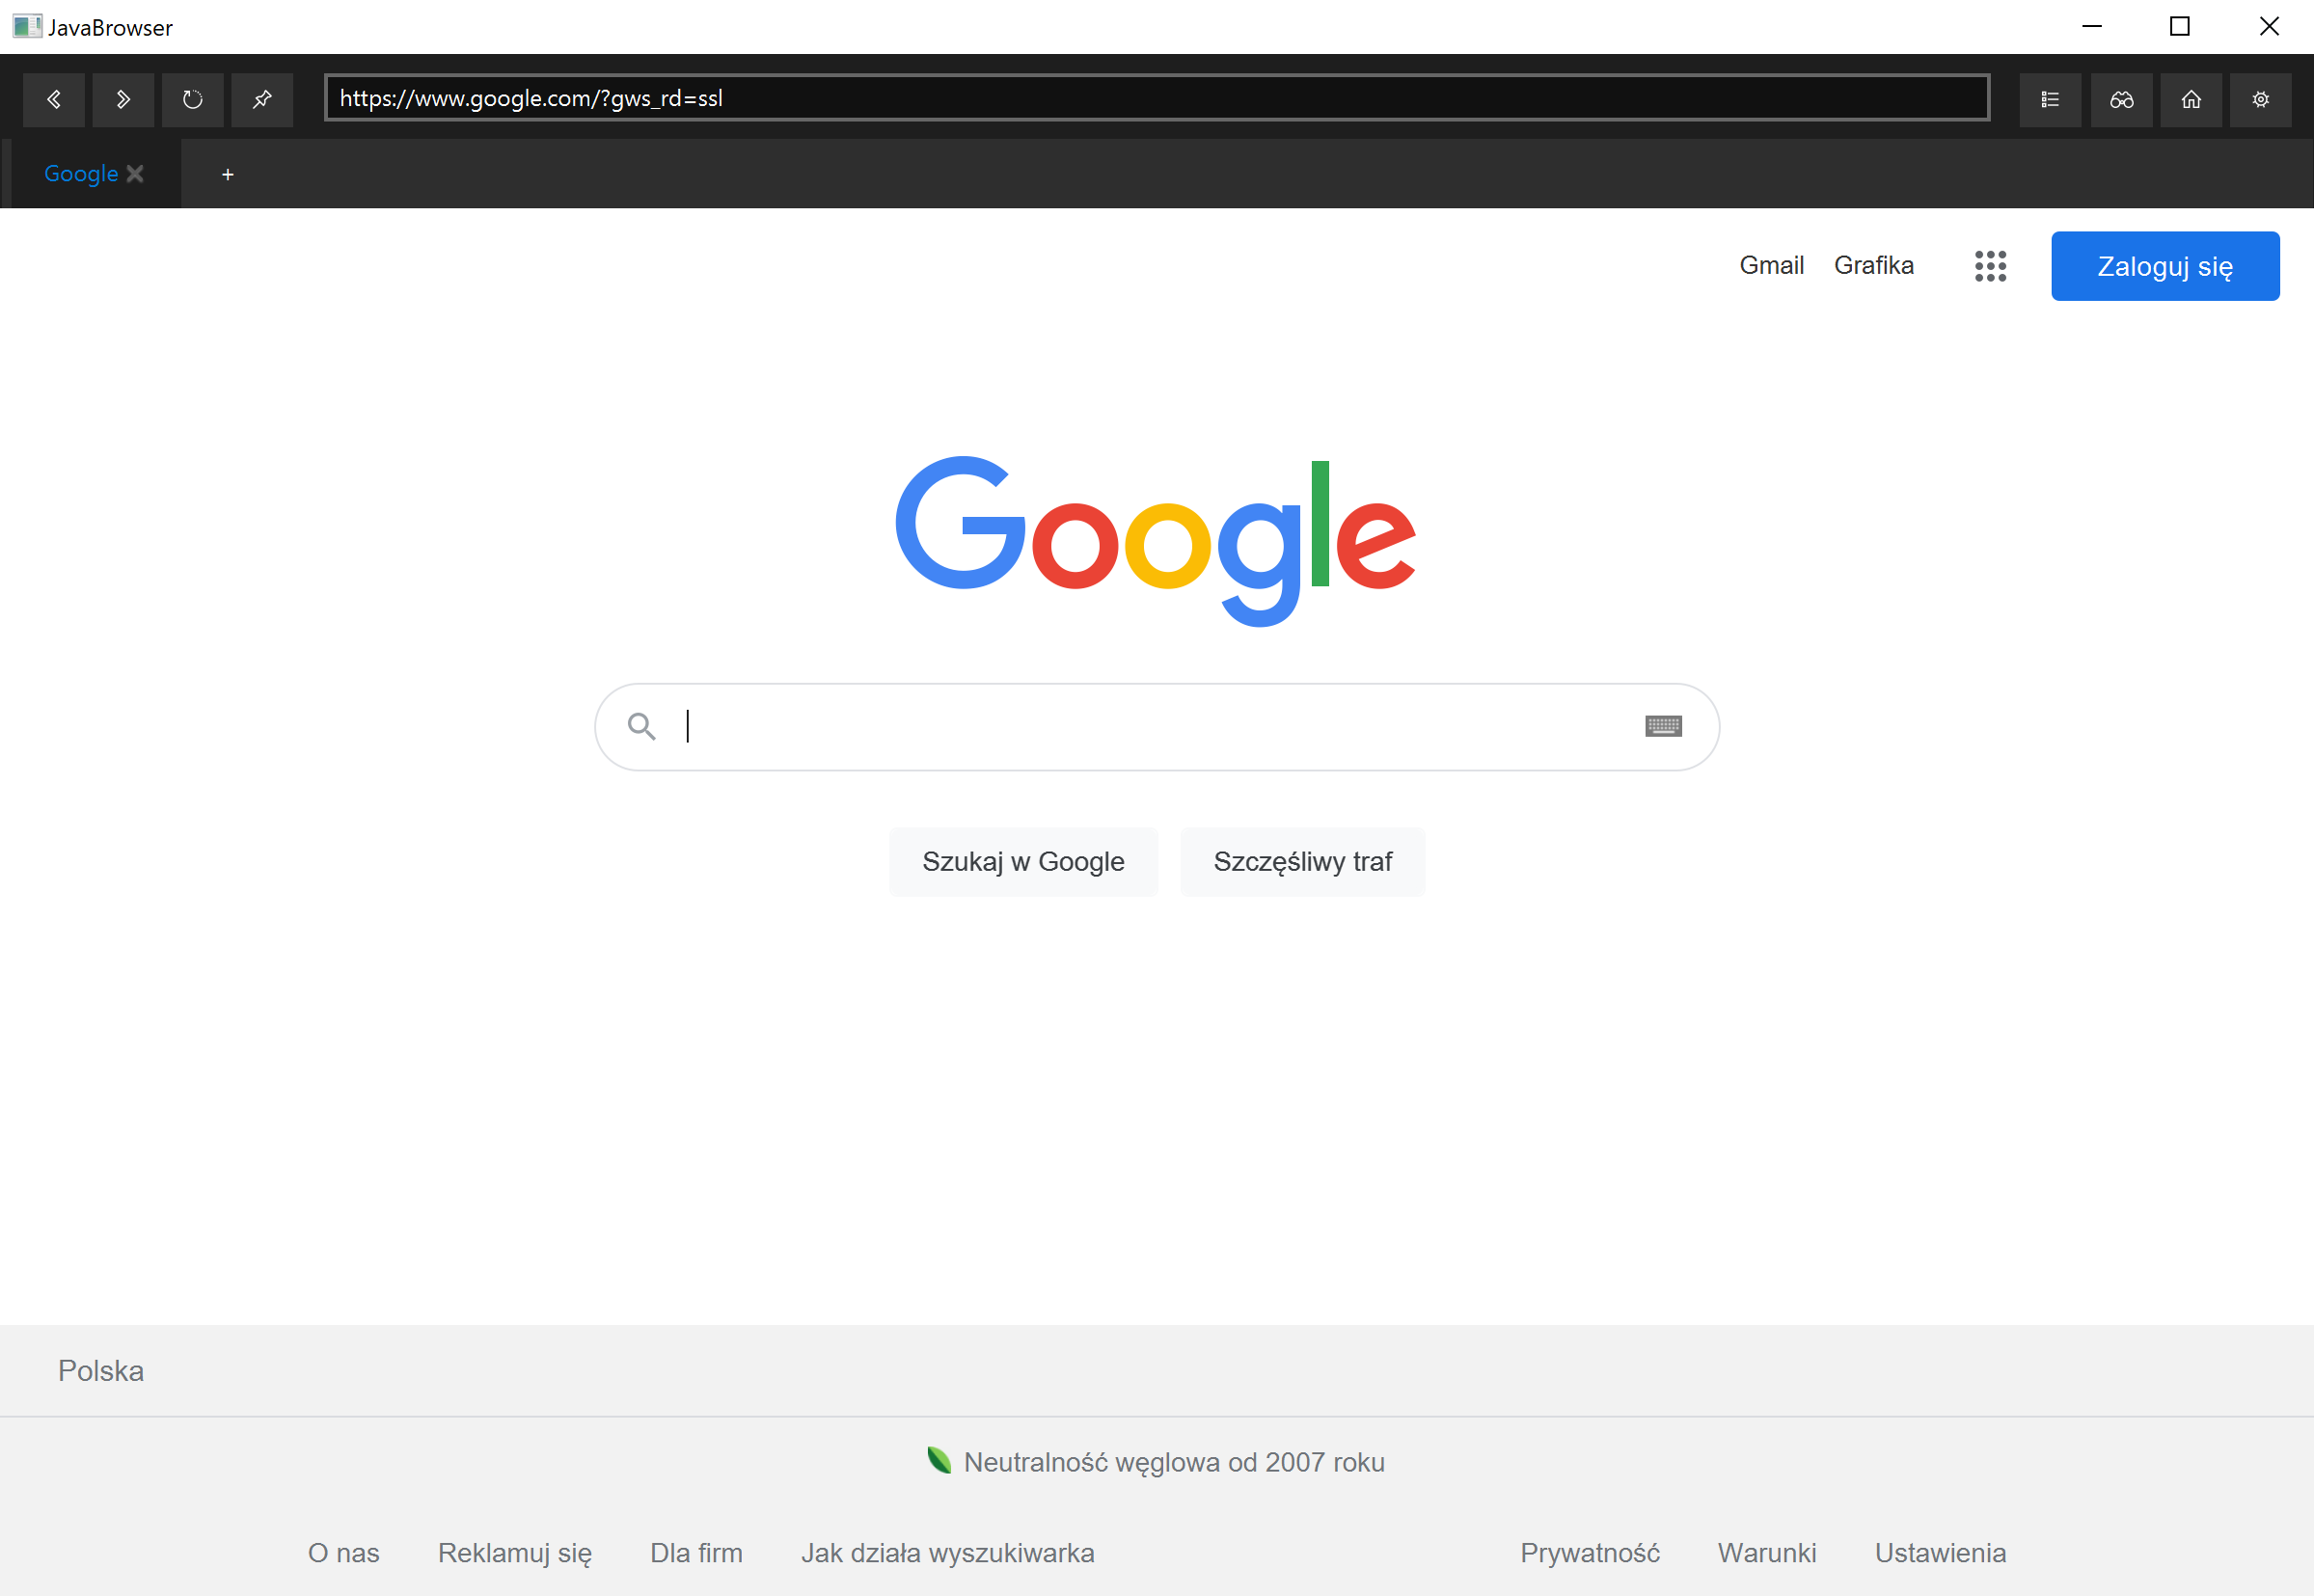 JavaBrowser
https://www.google.com/?gws_rd=ssl
Google
+
Gmail Grafika Zaloguj się
Google
Szukaj w Google Szczęśliwy traf
Polska
Neutralność węglowa od 2007 roku
O nas Reklamuj się Dla firm Jak działa wyszukiwarka Prywatność Warunki Ustawienia